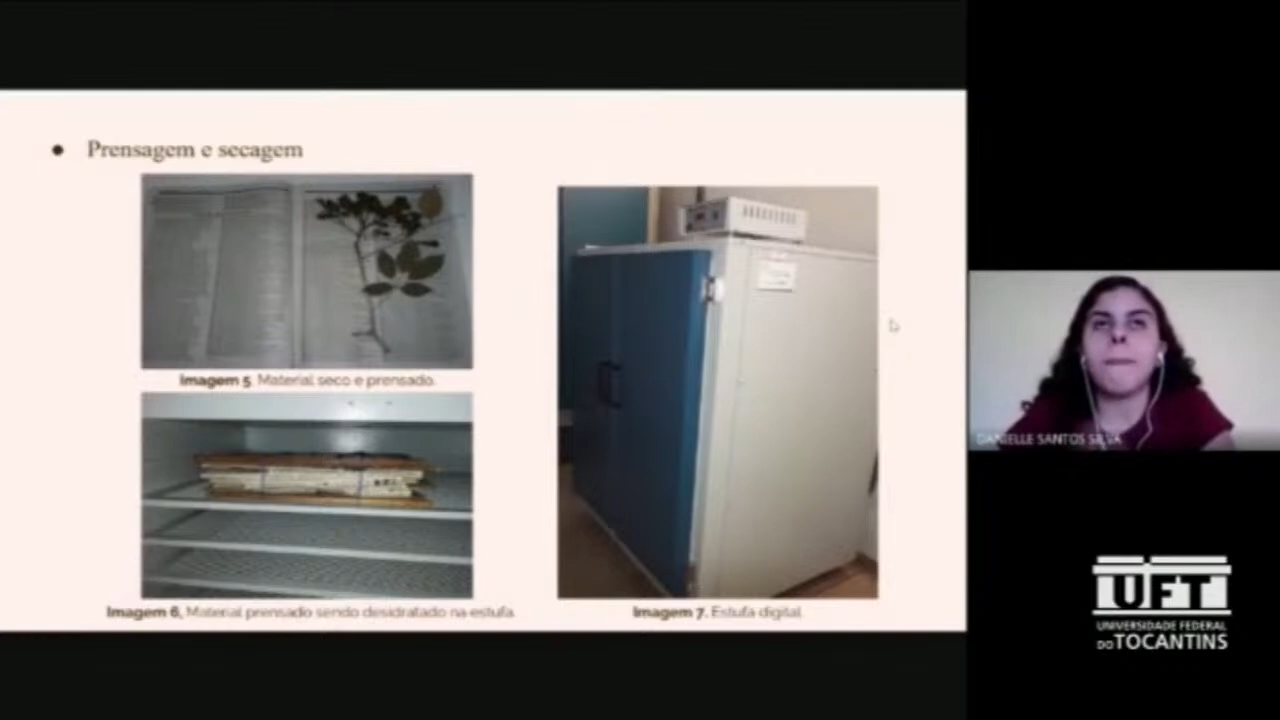 ● Prensagem e secagem
Imagem 5. Material seco e prensado.
Imagem 6. Material prensado sendo desidratado na estufa.
Imagem 7. Estufa digital.
DANIELLE SANTOS SILVA
UFT
UNIVERSIDADE FEDERAL
DO TOCANTINS